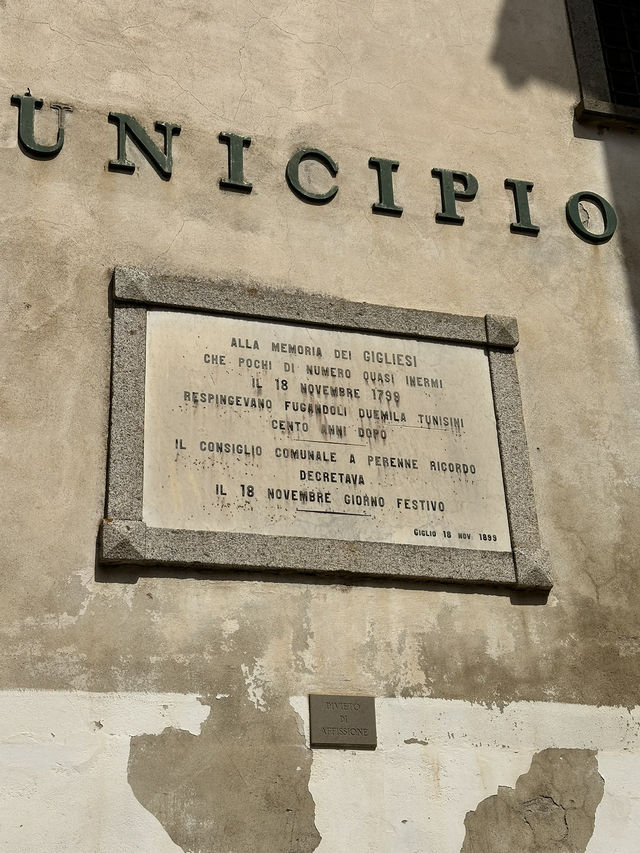 UNICIPIO
ALLA MEMORIA DEI GIGLIESI
CHE POCHI DI NUMERO QUASI INERMI
IL 18 NOVEMBRE 1799
RESPINGEVANO FUGANDOLI DUEMILA TUNISINI
CENTO ANNI DOPO
IL CONSIGLIO COMUNALE A PERENNE RICORDO
DECRETAVA
IL 18 NOVEMBRE GIORNO FESTIVO
GIGLIO 18 NOV. 1899
DIVIETO
DI
AFFISSIONE